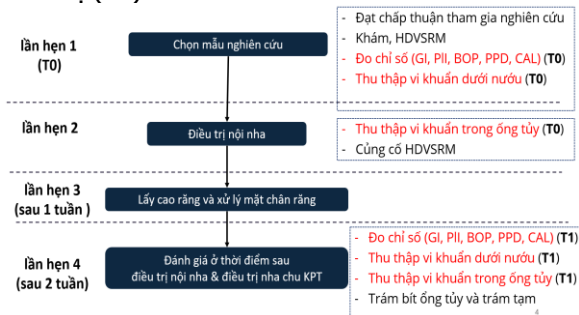 lần hẹn 1
(T0)
Chọn mẫu nghiên cứu
- Đạt chấp thuận tham gia nghiên cứu
- Khám, HDVSRM
- Đo chỉ số (GI, PlI, BOP, PPD, CAL) (T0)
- Thu thập vi khuẩn dưới nướu (T0)
lần hẹn 2
Điều trị nội nha
- Thu thập vi khuẩn trong ống tủy (T0)
- Củng cố HDVSRM
lần hẹn 3
(sau 1 tuần )
Lấy cao răng và xử lý mặt chân răng
lần hẹn 4
(sau 2 tuần)
Đánh giá ở thời điểm sau
điều trị nội nha & điều trị nha chu KPT
- Đo chỉ số (GI, PlI, BOP, PPD, CAL) (T1)
- Thu thập vi khuẩn dưới nướu (T1)
- Thu thập vi khuẩn trong ống tủy (T1)
- Trám bít ống tủy và trám tạm
4